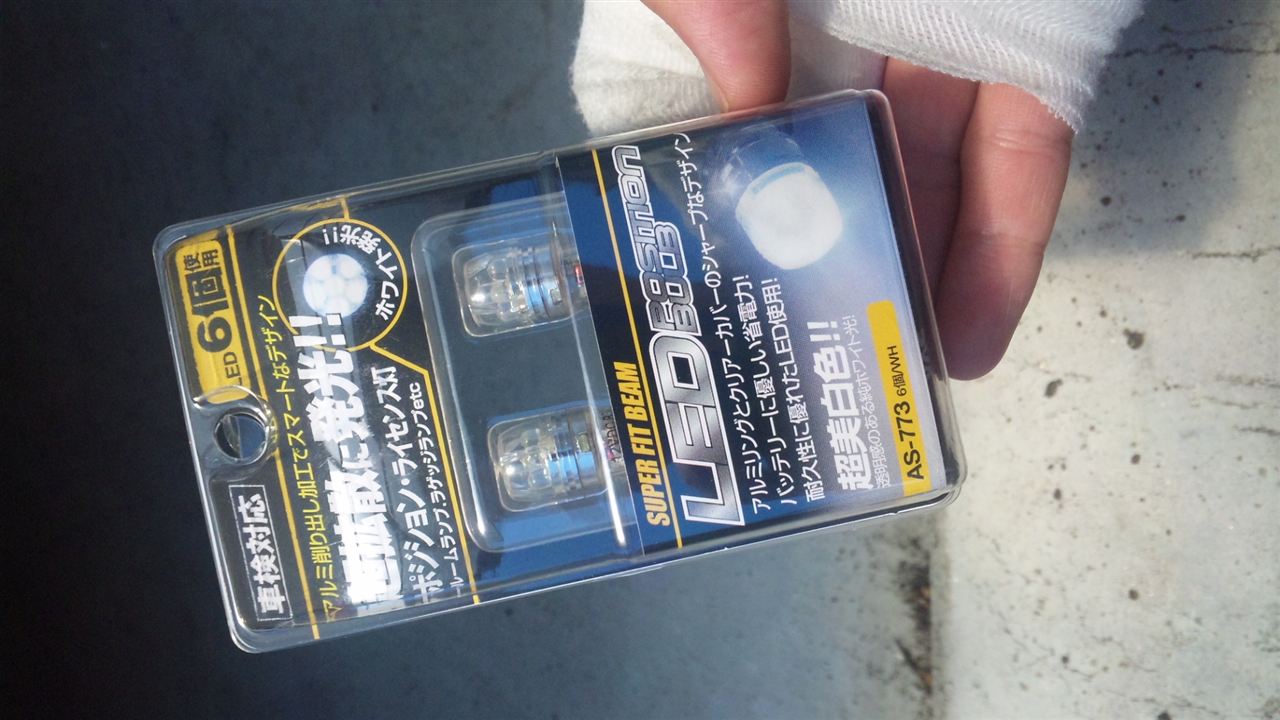 車検対応
LED 6個使用
アルミ削り出し加工でスマートなデザイン
超拡散に発光!!
ホワイト発光!!
ポジション・ライセンス灯
ルームランプ.ラゲッジランプetc
SUPER FIT BEAM
LED POSITION
アルミリングとクリアーカバーのシャープなデザイン
バッテリーに優しい省電力!
耐久性に優れたLED使用!
超美白色!!
透明感のある純ホワイト光!
AS-773 6個/WH